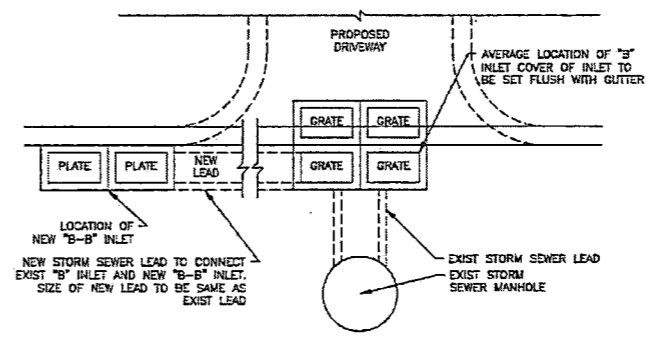 PROPOSED
DRIVEWAY
AVERAGE LOCATION OF "B"
INLET COVER OF INLET TO
BE SET FLUSH WITH GUTTER
GRATE
GRATE
PLATE
PLATE
NEW
LEAD
GRATE
GRATE
LOCATION OF
NEW "B-B" INLET
NEW STORM SEWER LEAD TO CONNECT
EXIST "B" INLET AND NEW "B-B" INLET.
SIZE OF NEW LEAD TO BE SAME AS
EXIST LEAD
EXIST STORM SEWER LEAD
EXIST STORM
SEWER MANHOLE